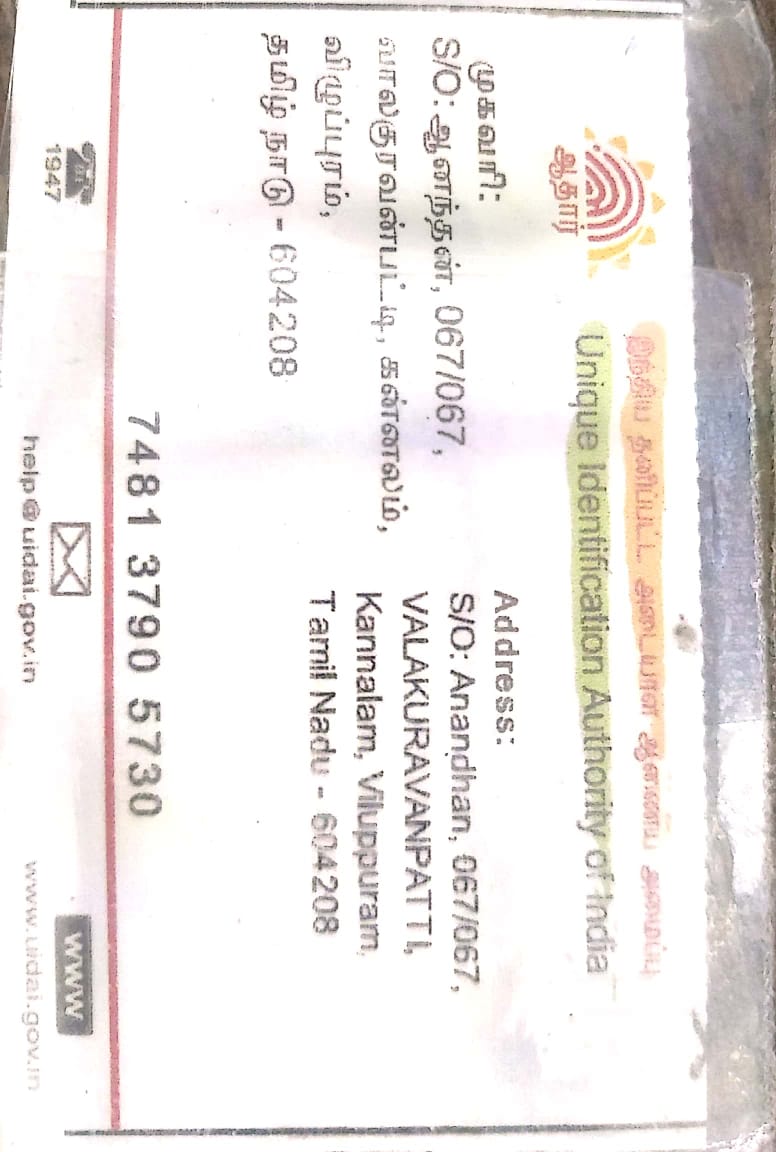 இந்திய தனிப்பட்ட அடையாள ஆணைய அமைப்பு
Unique Identification Authority of India
ஆதார்
முகவரி:
S/O: ஆனந்தன், 067/067,
வாலகுரவன்பட்டி, கன்னலம்,
விழுப்புரம்,
தமிழ் நாடு - 604208
Address:
S/O: Anandhan, 067/067,
VALAKURAVANPATTI,
Kannalam, Viluppuram,
Tamil Nadu - 604208
7481 3790 5730
1947
help@uidai.gov.in
www
www.uidai.gov.in